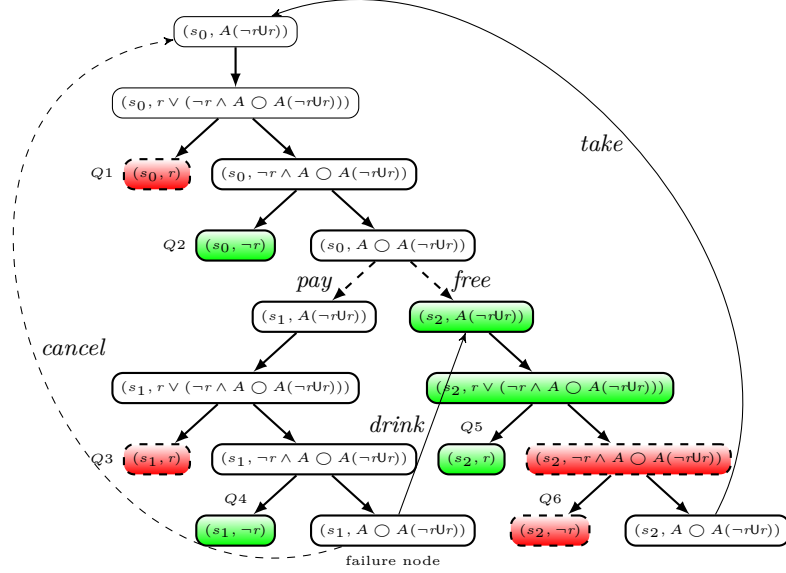 (s₀, A(¬rUr))
(s₀, r ∨ (¬r ∧ A ◯ A(¬rUr)))
take
Q1 (s₀, r) (s₀, ¬r ∧ A ◯ A(¬rUr))
Q2 (s₀, ¬r) (s₀, A ◯ A(¬rUr))
pay free
(s₁, A(¬rUr)) (s₂, A(¬rUr))
cancel
(s₁, r ∨ (¬r ∧ A ◯ A(¬rUr))) (s₂, r ∨ (¬r ∧ A ◯ A(¬rUr)))
drink Q5
Q3 (s₁, r) (s₁, ¬r ∧ A ◯ A(¬rUr)) (s₂, r) (s₂, ¬r ∧ A ◯ A(¬rUr))
Q4 Q6
(s₁, ¬r) (s₁, A ◯ A(¬rUr)) (s₂, ¬r) (s₂, A ◯ A(¬rUr))
failure node